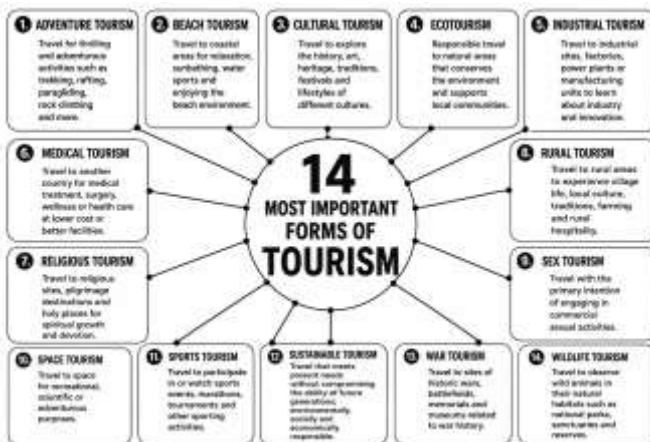 1. ADVENTURE TOURISM
Travel for thrilling
and adventurous
activities such as
trekking, rafting,
paragliding,
rock climbing
and more.
2. BEACH TOURISM
Travel to coastal
areas for relaxation,
sunbathing, water
sports and
enjoying the
beach environment.
3. CULTURAL TOURISM
Travel to explore
the history, art,
heritage, traditions,
festivals and
lifestyles of
different cultures.
4. ECOTOURISM
Responsible travel
to natural areas
that conserves
the environment
and supports
local communities.
5. INDUSTRIAL TOURISM
Travel to industrial
sites, factories,
power plants or
manufacturing
units to learn
about industry
and innovation.
14
MOST IMPORTANT
FORMS OF
TOURISM
6. MEDICAL TOURISM
Travel to another
country for medical
treatment, surgery,
wellness or health care
at lower cost or
better facilities.
8. RURAL TOURISM
Travel to rural areas
to experience village
life, local culture,
traditions, farming
and rural
hospitality.
7. RELIGIOUS TOURISM
Travel to religious
sites, pilgrimage
destinations and
holy places for
spiritual growth
and devotion.
9. SEX TOURISM
Travel with the
primary intention
of engaging in
commercial
sexual activities.
10. SPACE TOURISM
Travel to space
for recreational,
scientific or
adventurous
purposes.
11. SPORTS TOURISM
Travel to participate
in or watch sports
events, marathons,
tournaments and
other sporting
activities.
12. SUSTAINABLE TOURISM
Travel that meets
present needs
without compromising
the ability of future
generations,
environmentally,
socially and
economically
responsible.
13. WAR TOURISM
Travel to sites of
historic wars,
battlefields,
memorials and
museums related
to war history.
14. WILDLIFE TOURISM
Travel to observe
wild animals in
their natural
habitats such as
national parks,
sanctuaries and
reserves.